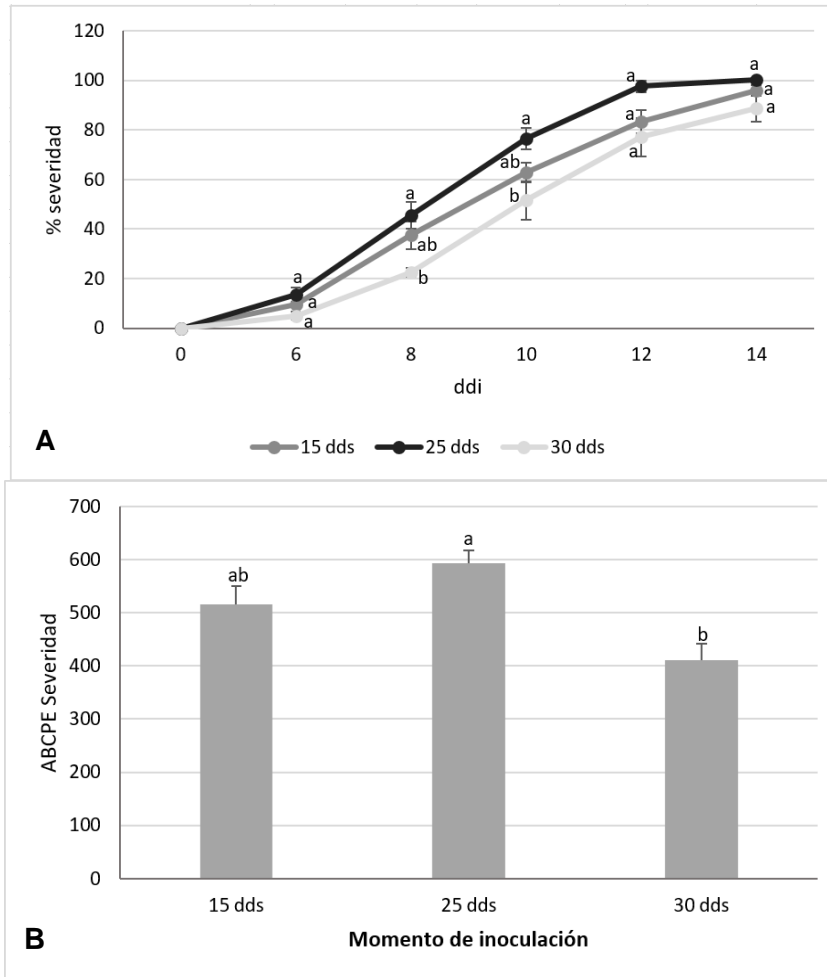 120
a
a
100
a
a
a
80
a
a
% severidad
60
ab
a
b
40
ab
20
a
b
a
a
0
0 6 8 10 12 14
ddi
A
15 dds 25 dds 30 dds
700
a
600
ab
500
b
400
ABCPE Severidad
300
200
100
0
15 dds 25 dds 30 dds
B
Momento de inoculación